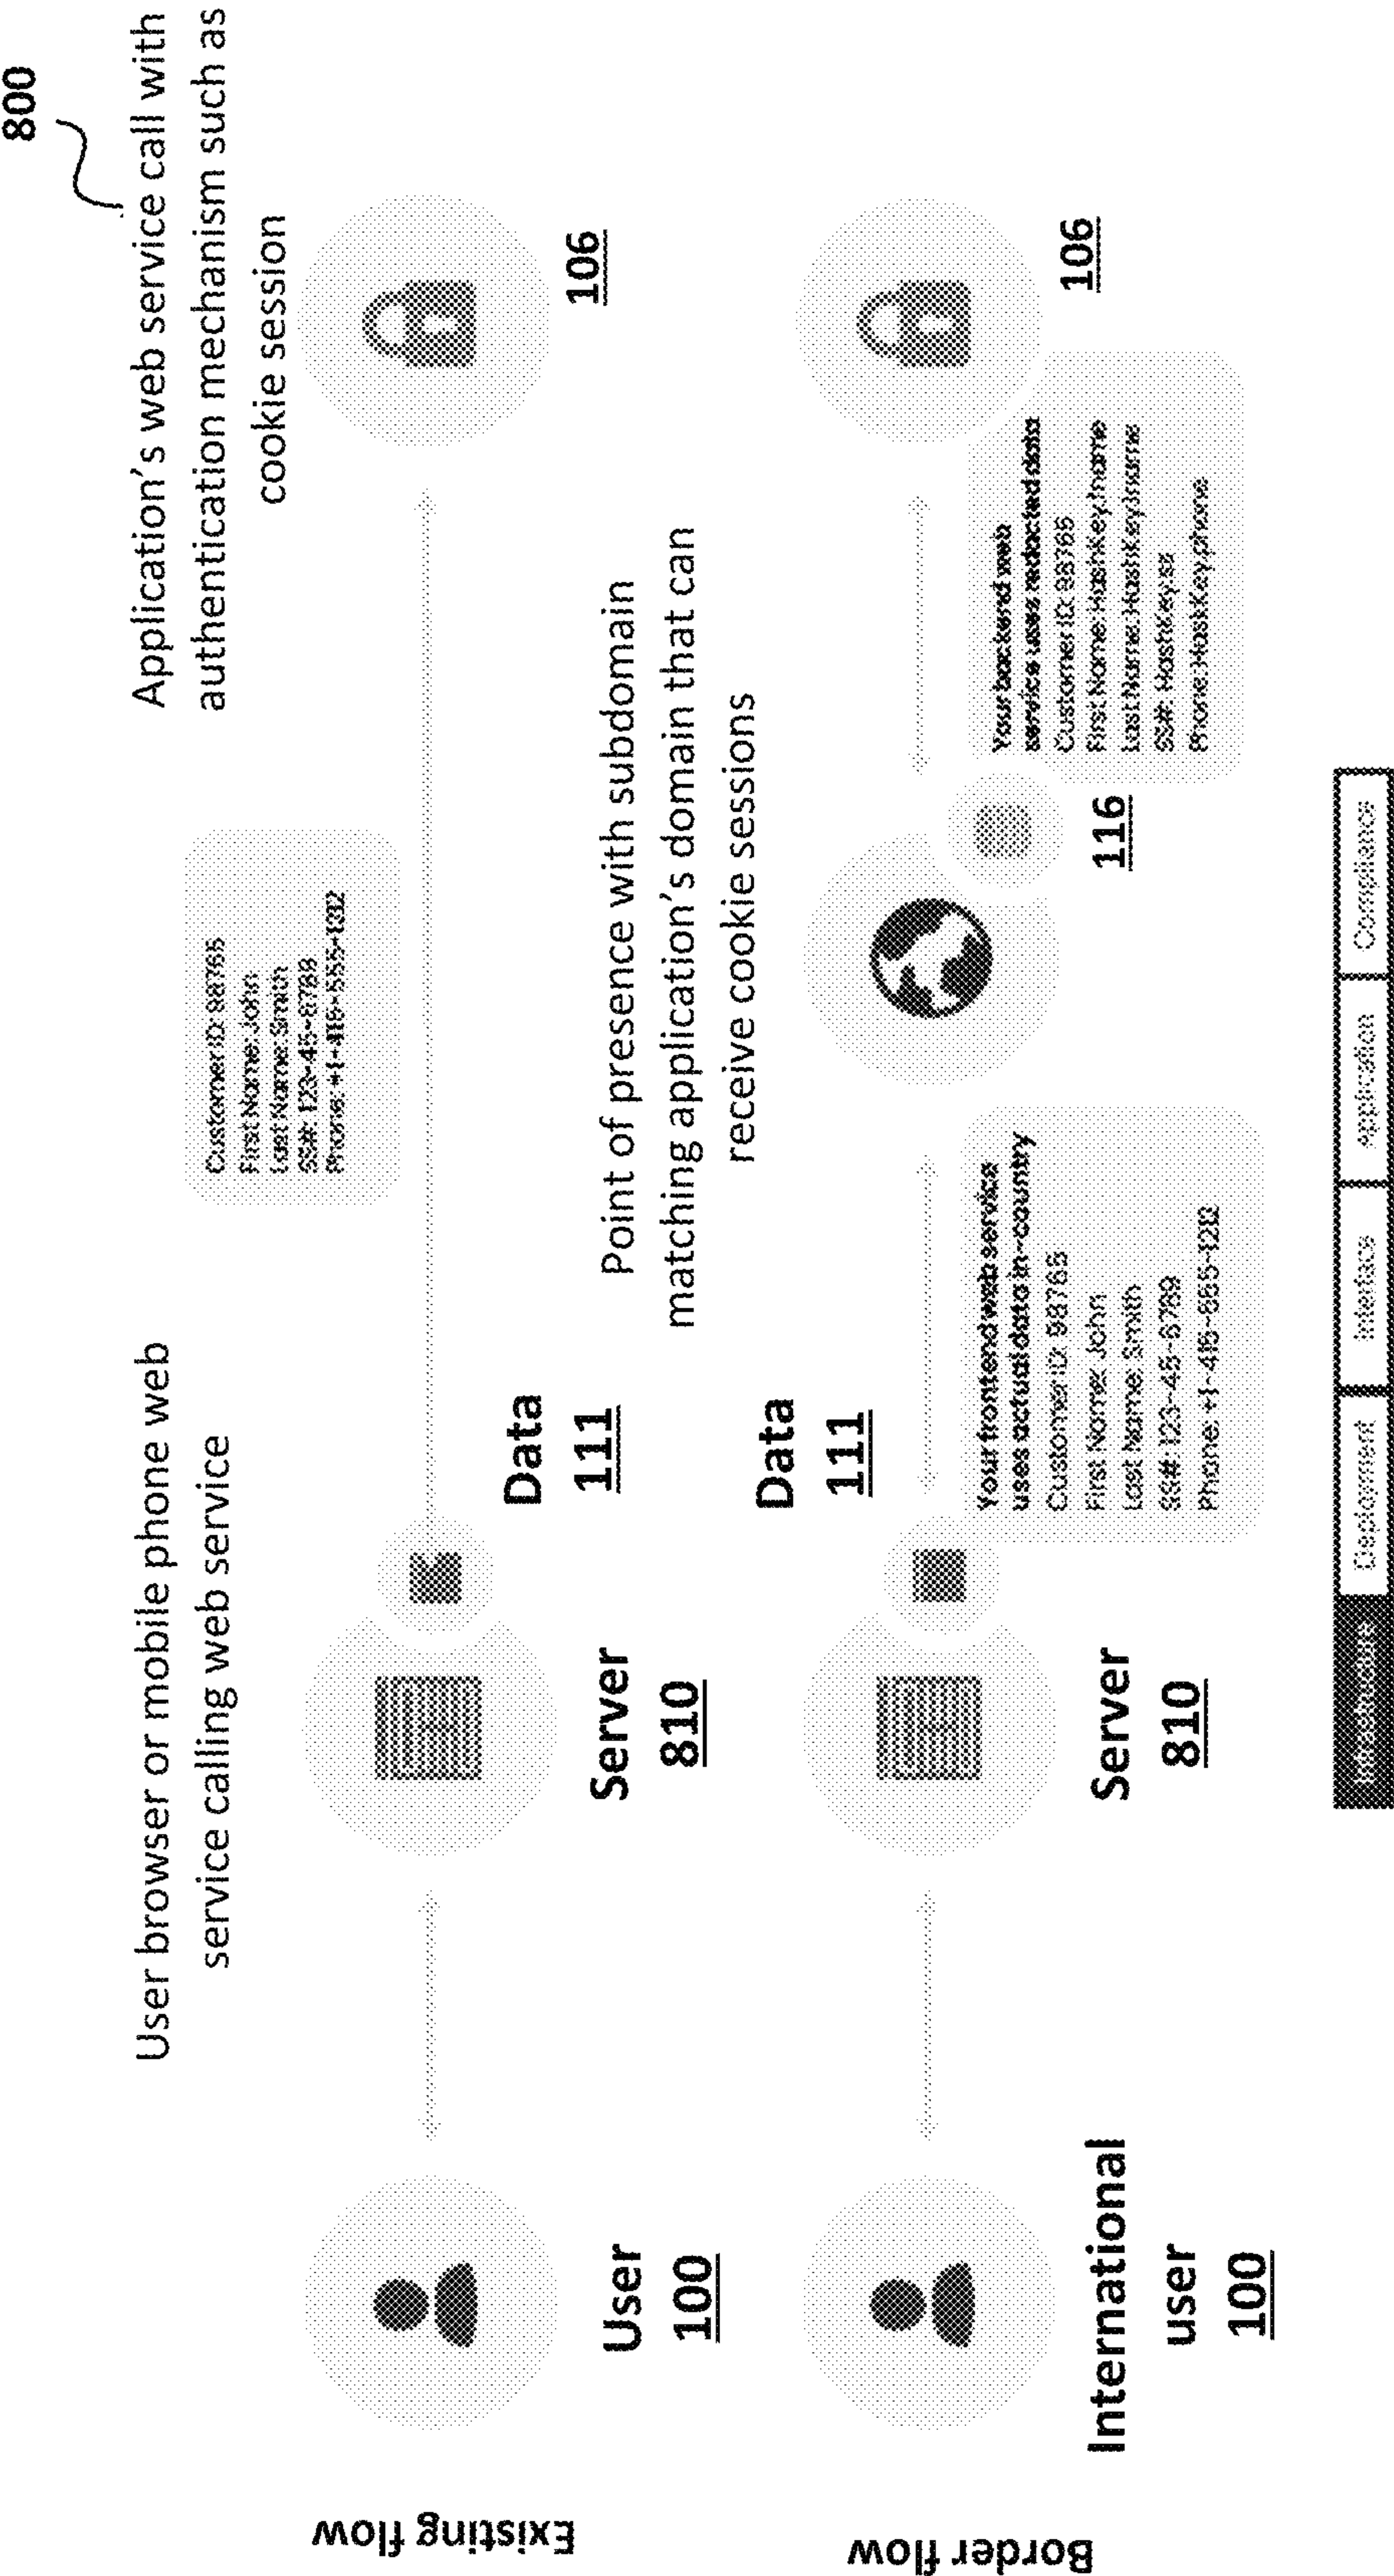 800
User browser or mobile phone web
service calling web service
Application's web service call with
authentication mechanism such as
cookie session
Existing flow
Customer ID: 98765
First Name: John
Last Name: Smith
SS#: 123-45-6789
Phone: +1-415-555-1212
User
100
Server
810
Data
111
106
Point of presence with subdomain
matching application's domain that can
receive cookie sessions
Border flow
International
user
100
Server
810
Data
111
Your frontend web service
uses actual data in-country
Customer ID: 98765
First Name: John
Last Name: Smith
SS#: 123-45-6789
Phone: +1-415-555-1212
116
Your backend web
service uses redacted data
Customer ID: 98765
First Name: Hashkey.fname
Last Name: HashKey.lname
SS#: HashKey.ss
Phone: HashKey.phone
106
Infrastructure
Deployment
Interface
Application
Compliance